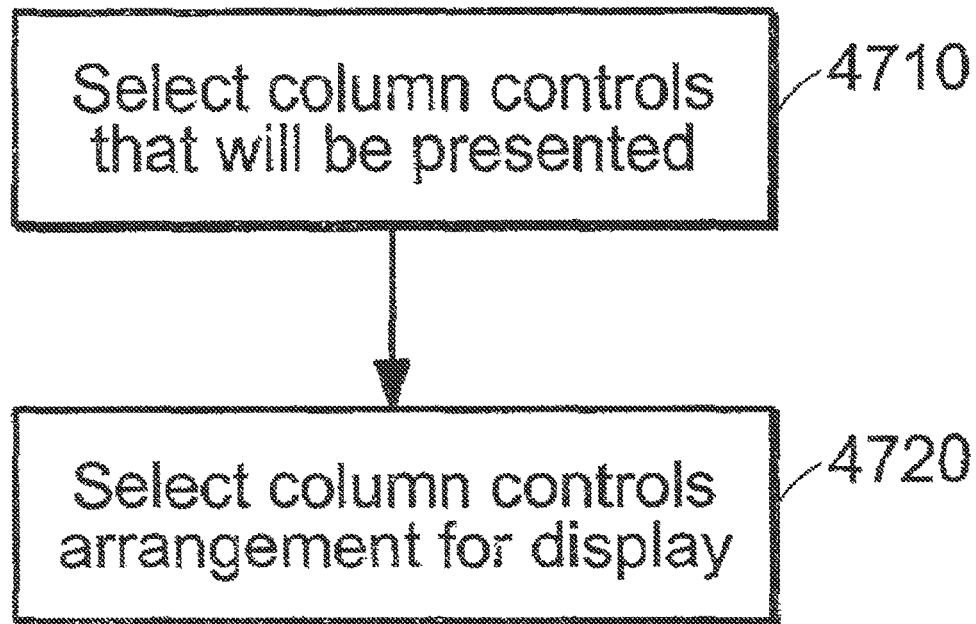 Select column controls
that will be presented
4710
Select column controls
arrangement for display
4720